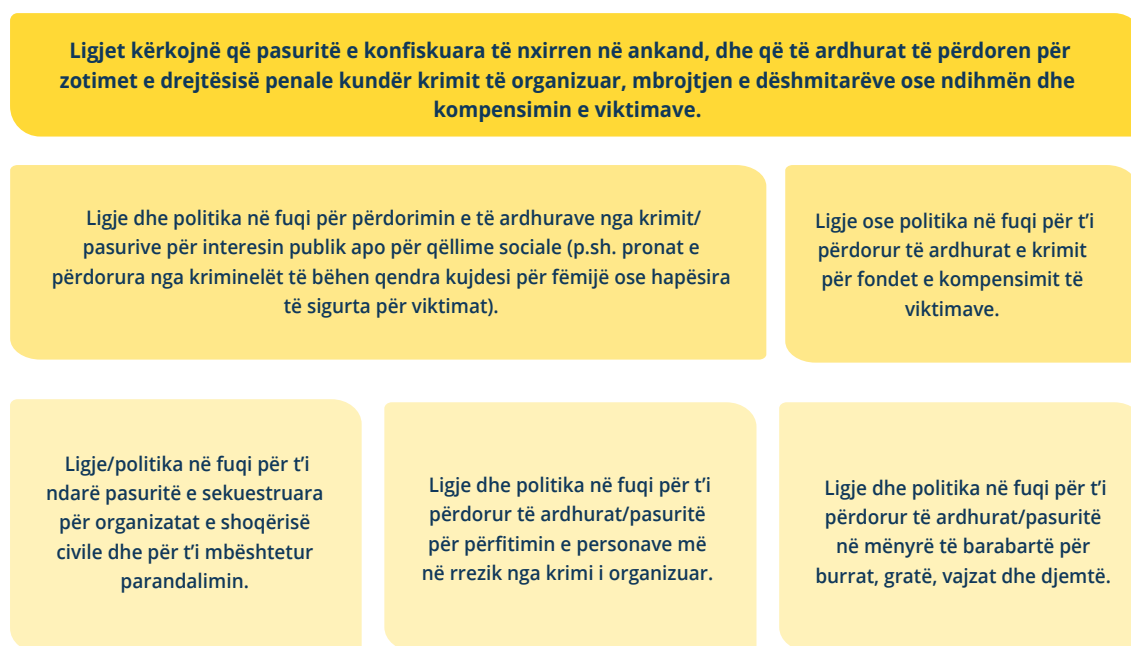 Ligjet kërkojnë që pasuritë e konfiskuara të nxirren në ankand, dhe që të ardhurat të përdoren për
zotimet e drejtësisë penale kundër krimit të organizuar, mbrojtjen e dëshmitarëve ose ndihmën dhe
kompensimin e viktimave.
Ligje dhe politika në fuqi për përdorimin e të ardhurave nga krimit/
pasurive për interesin publik apo për qëllime sociale (p.sh. pronat e
përdorura nga kriminelët të bëhen qendra kujdesi për fëmijë ose hapësira
të sigurta për viktimat).
Ligje ose politika në fuqi për t’i
përdorur të ardhurat e krimit
për fondet e kompensimit të
viktimave.
Ligje/politika në fuqi për t’i
ndarë pasuritë e sekuestruara
për organizatat e shoqërisë
civile dhe për t’i mbështetur
parandalimin.
Ligje dhe politika në fuqi për t’i
përdorur të ardhurat/pasuritë
për përfitimin e personave më
në rrezik nga krimi i organizuar.
Ligje dhe politika në fuqi për t’i
përdorur të ardhurat/pasuritë
në mënyrë të barabartë për
burrat, gratë, vajzat dhe djemtë.